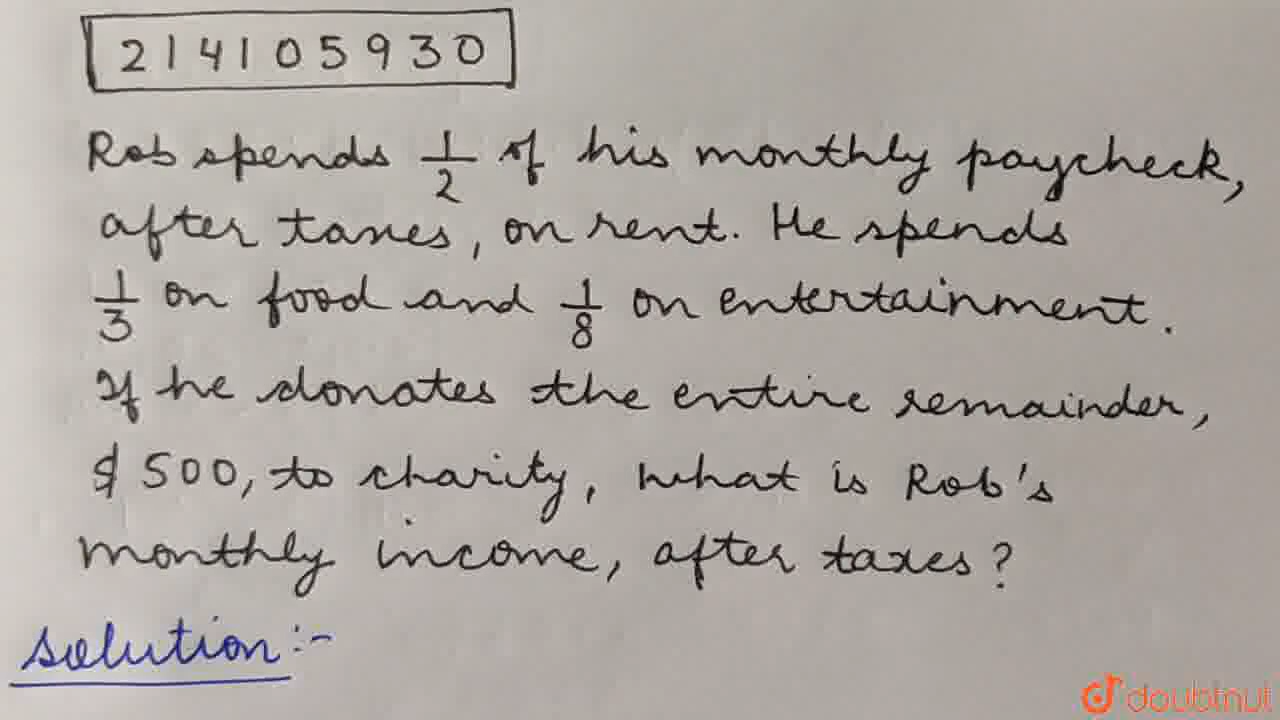 214105930
Rob spends 1/2 of his monthly paycheck,
after taxes, on rent. He spends
1/3 on food and 1/8 on entertainment.
If he donates the entire remainder,
$500, to charity, what is Rob's
monthly income, after taxes?
Solution:-
doubtnut